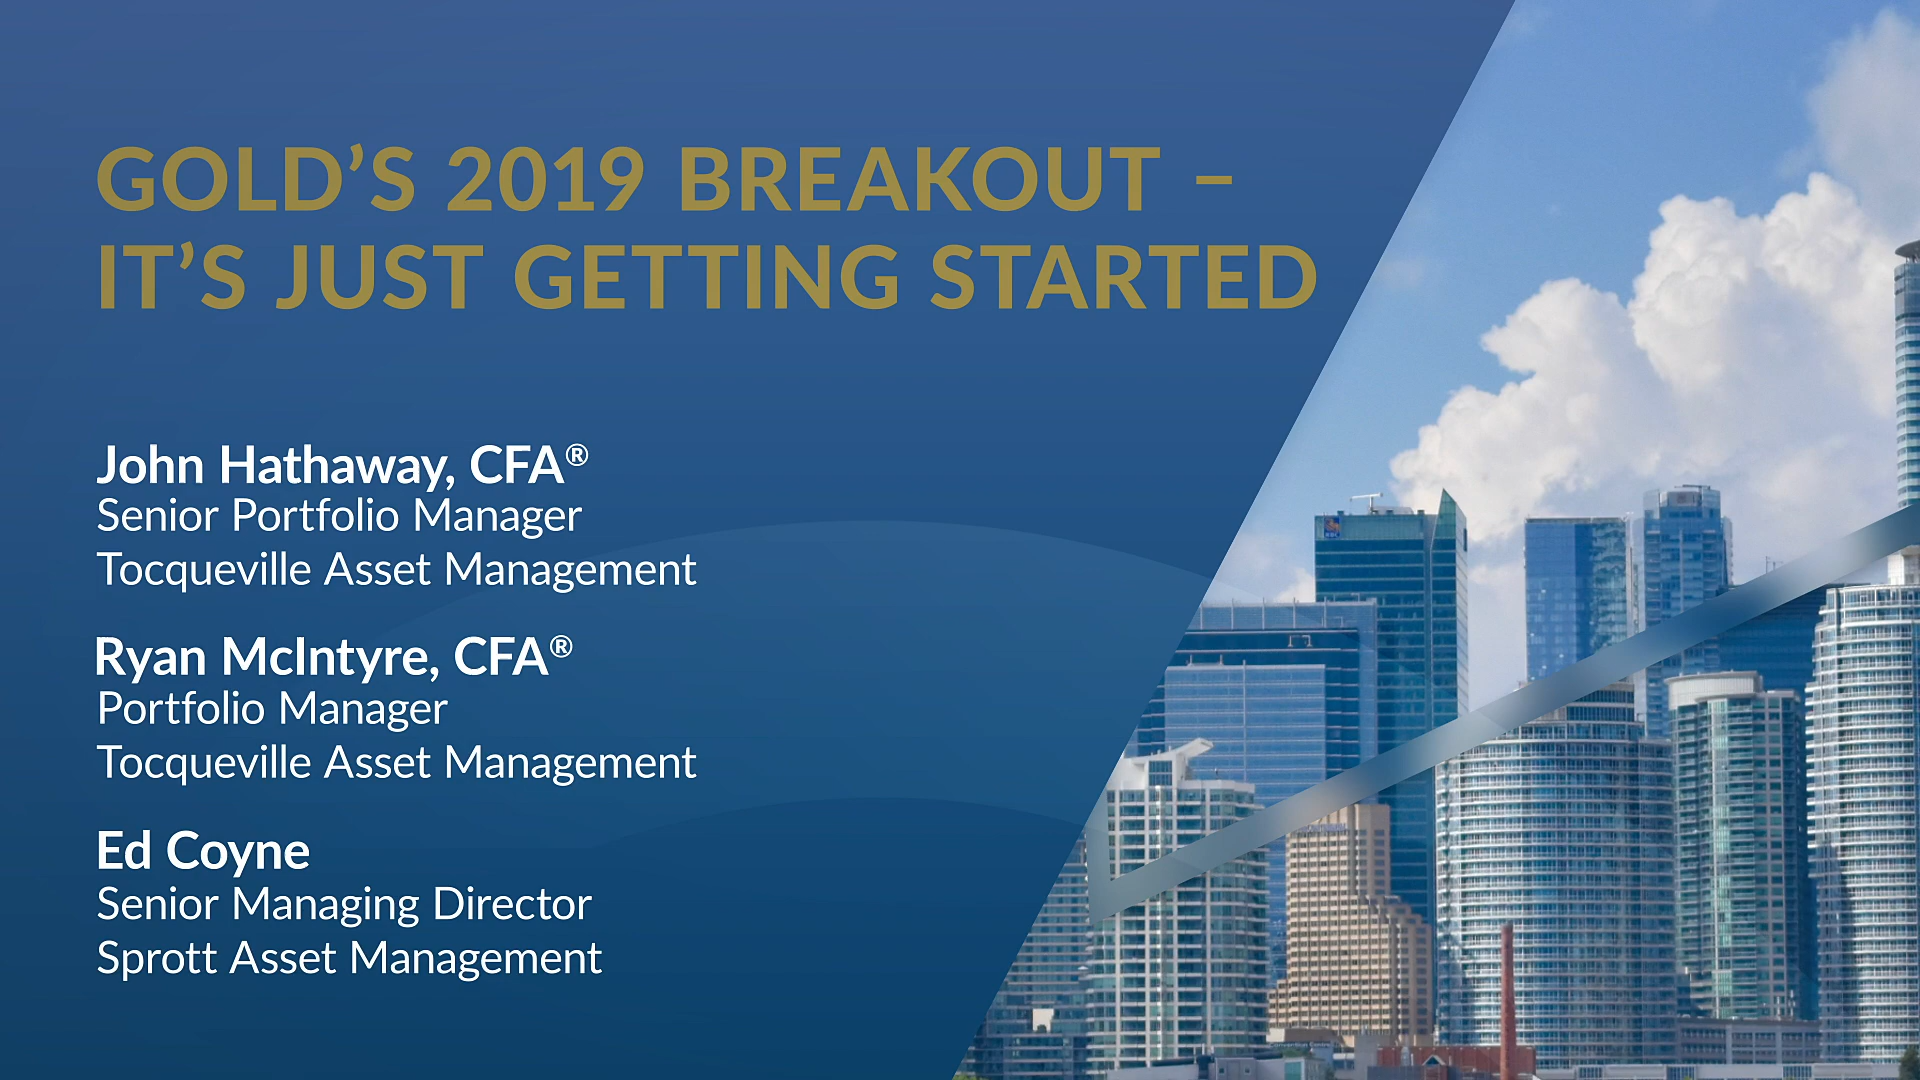 GOLD’S 2019 BREAKOUT –
IT’S JUST GETTING STARTED
John Hathaway, CFA®
Senior Portfolio Manager
Tocqueville Asset Management
Ryan McIntyre, CFA®
Portfolio Manager
Tocqueville Asset Management
Ed Coyne
Senior Managing Director
Sprott Asset Management
RBC